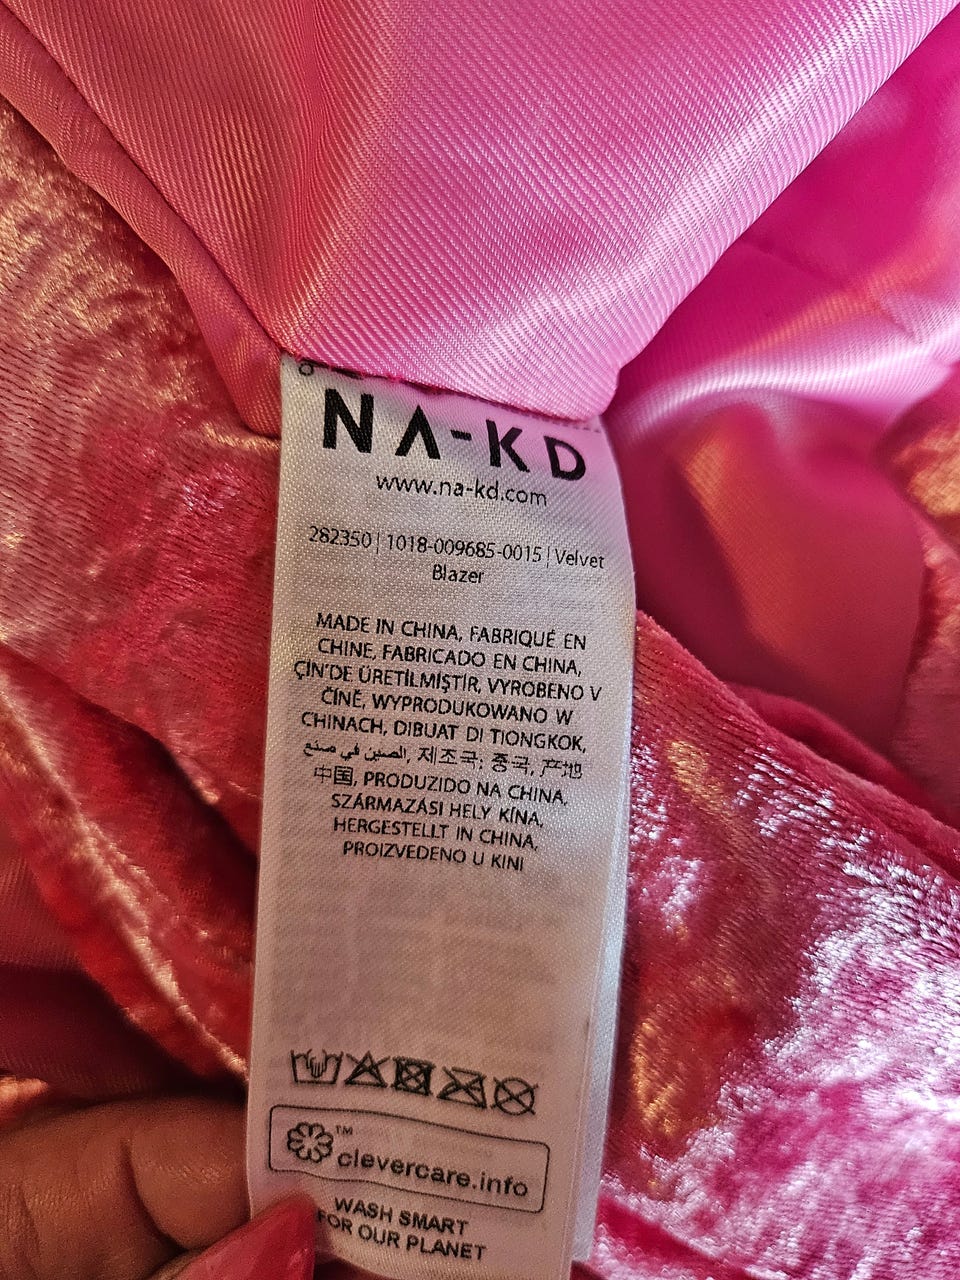 NA-KD
www.na-kd.com
282350 | 1018-009685-0015 | Velvet
Blazer
MADE IN CHINA, FABRIQUÉ EN
CHINE, FABRICADO EN CHINA,
ÇİN'DE ÜRETİLMİŞTİR, VYROBENO V
ČÍNĚ, WYPRODUKOWANO W
CHINACH, DIBUAT DI TIONGKOK,
الصين في صنع, 제조국: 중국, 产地
中国, PRODUZIDO NA CHINA,
SZÁRMAZÁSI HELY KÍNA,
HERGESTELLT IN CHINA,
PROIZVEDENO U KINI
™
clevercare.info
WASH SMART
FOR OUR PLANET